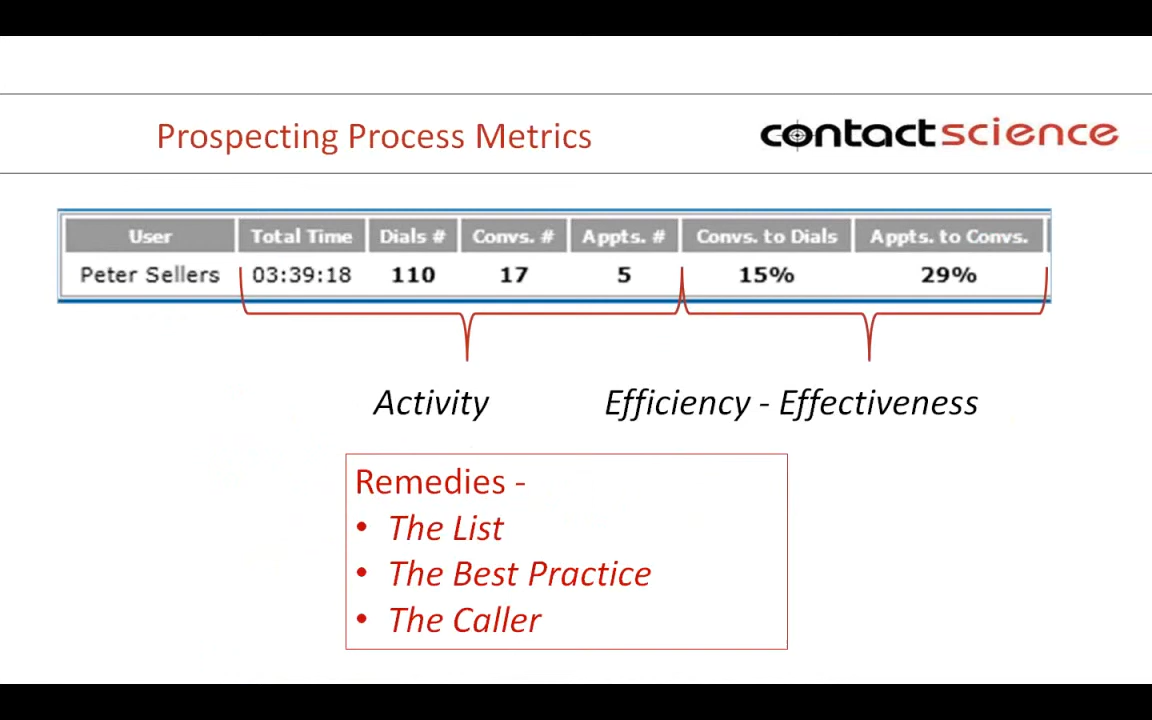 Prospecting Process Metrics
contactscience
User Total Time Dials # Convs. # Appts. # Convs. to Dials Appts. to Convs.
Peter Sellers 03:39:18 110 17 5 15% 29%
Activity
Efficiency - Effectiveness
Remedies -
• The List
• The Best Practice
• The Caller